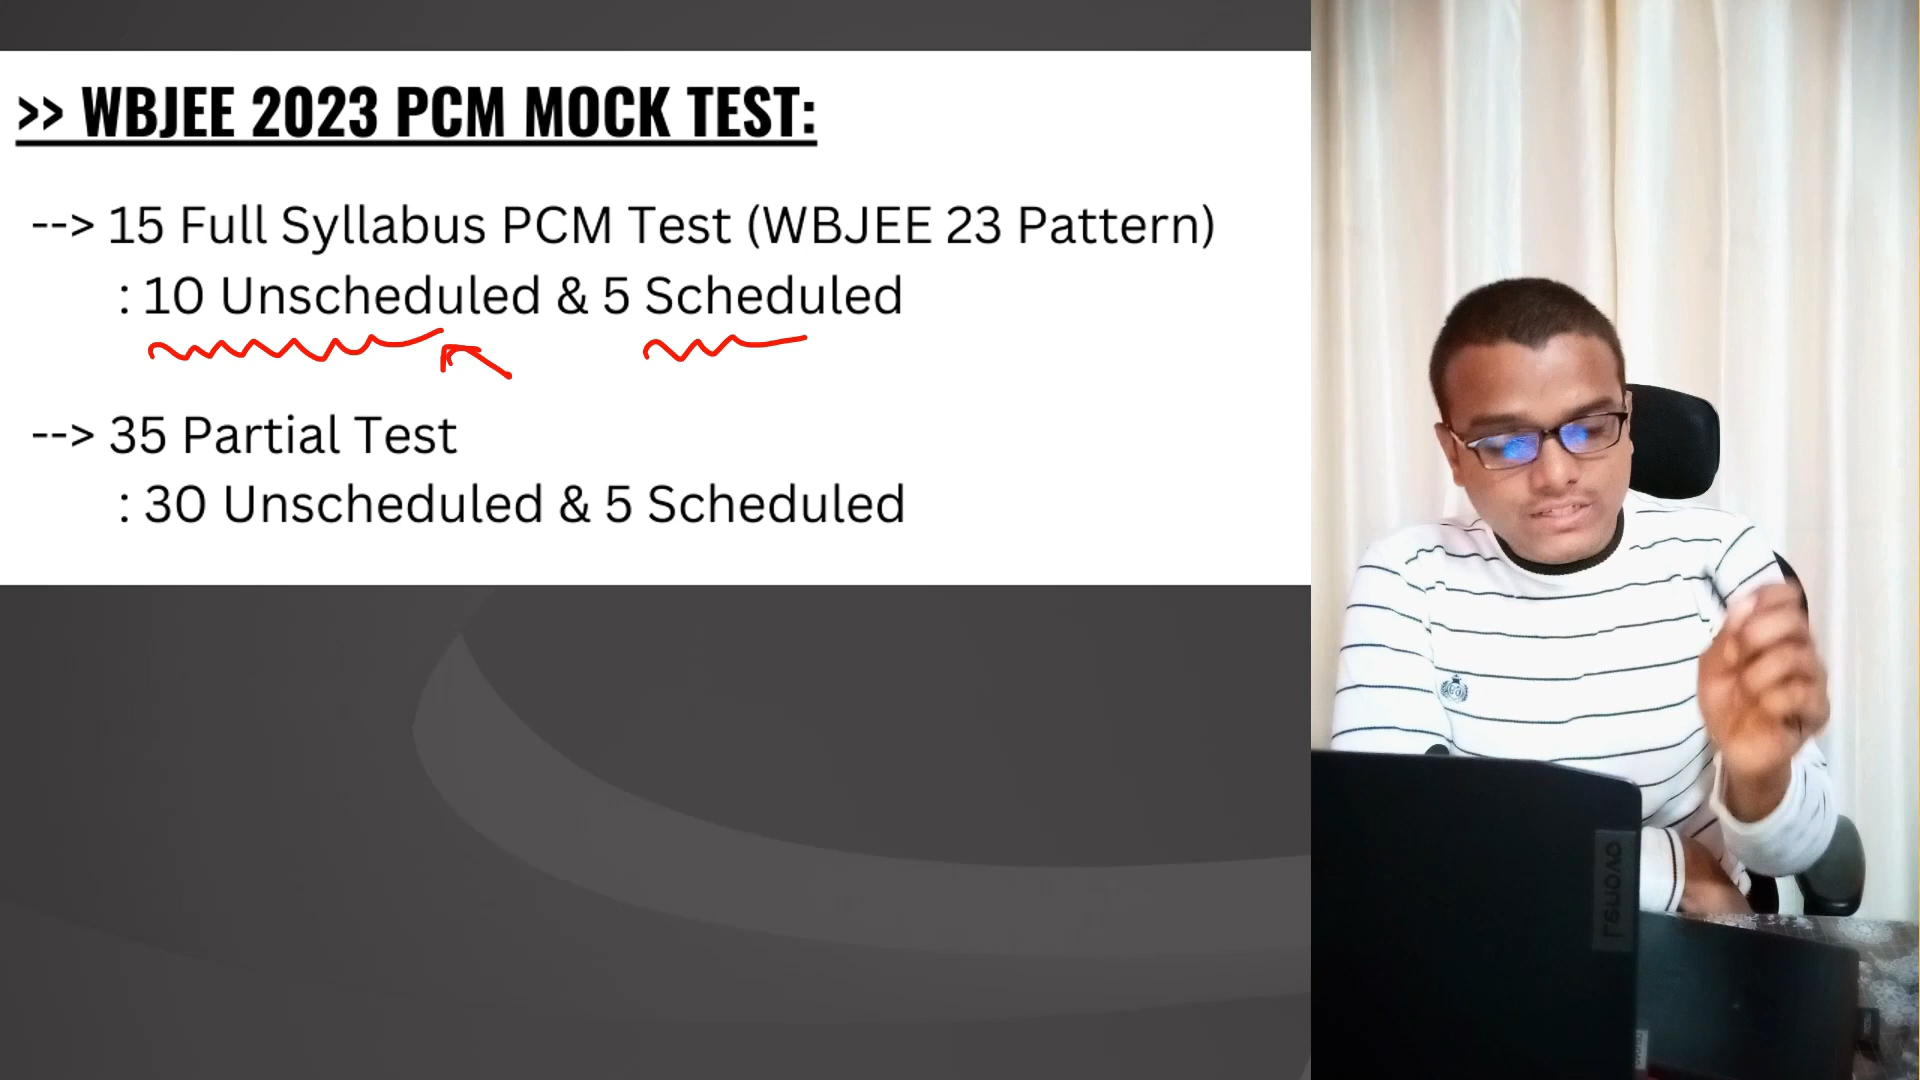 >> WBJEE 2023 PCM MOCK TEST:
--> 15 Full Syllabus PCM Test (WBJEE 23 Pattern)
: 10 Unscheduled & 5 Scheduled
--> 35 Partial Test
: 30 Unscheduled & 5 Scheduled
Lenovo